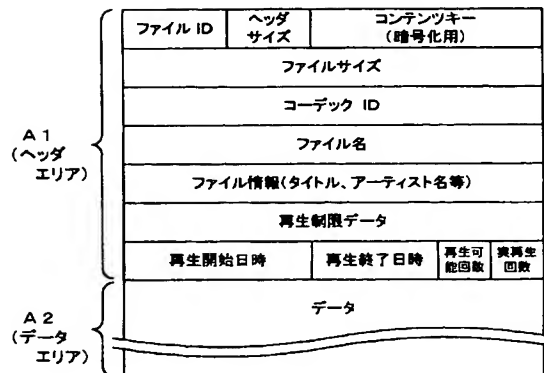 ファイル ID
ヘッダ
サイズ
コンテンツキー
(暗号化用)
ファイルサイズ
コーデック ID
ファイル名
ファイル情報(タイトル、アーティスト名等)
再生制限データ
再生開始日時
再生終了日時
再生可
能回数
実再生
回数
A1
(ヘッダ
エリア)
データ
A2
(データ
エリア)